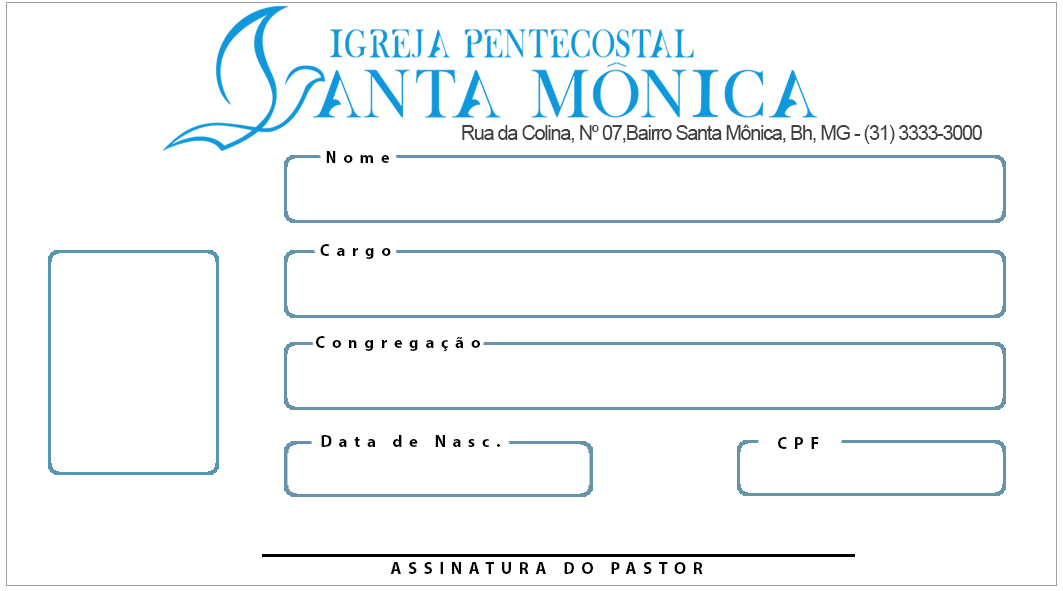 IGREJA PENTECOSTAL
SANTA MÔNICA
Rua da Colina, Nº 07,Bairro Santa Mônica, Bh, MG - (31) 3333-3000
Nome
Cargo
Congregação
Data de Nasc.
CPF
ASSINATURA DO PASTOR